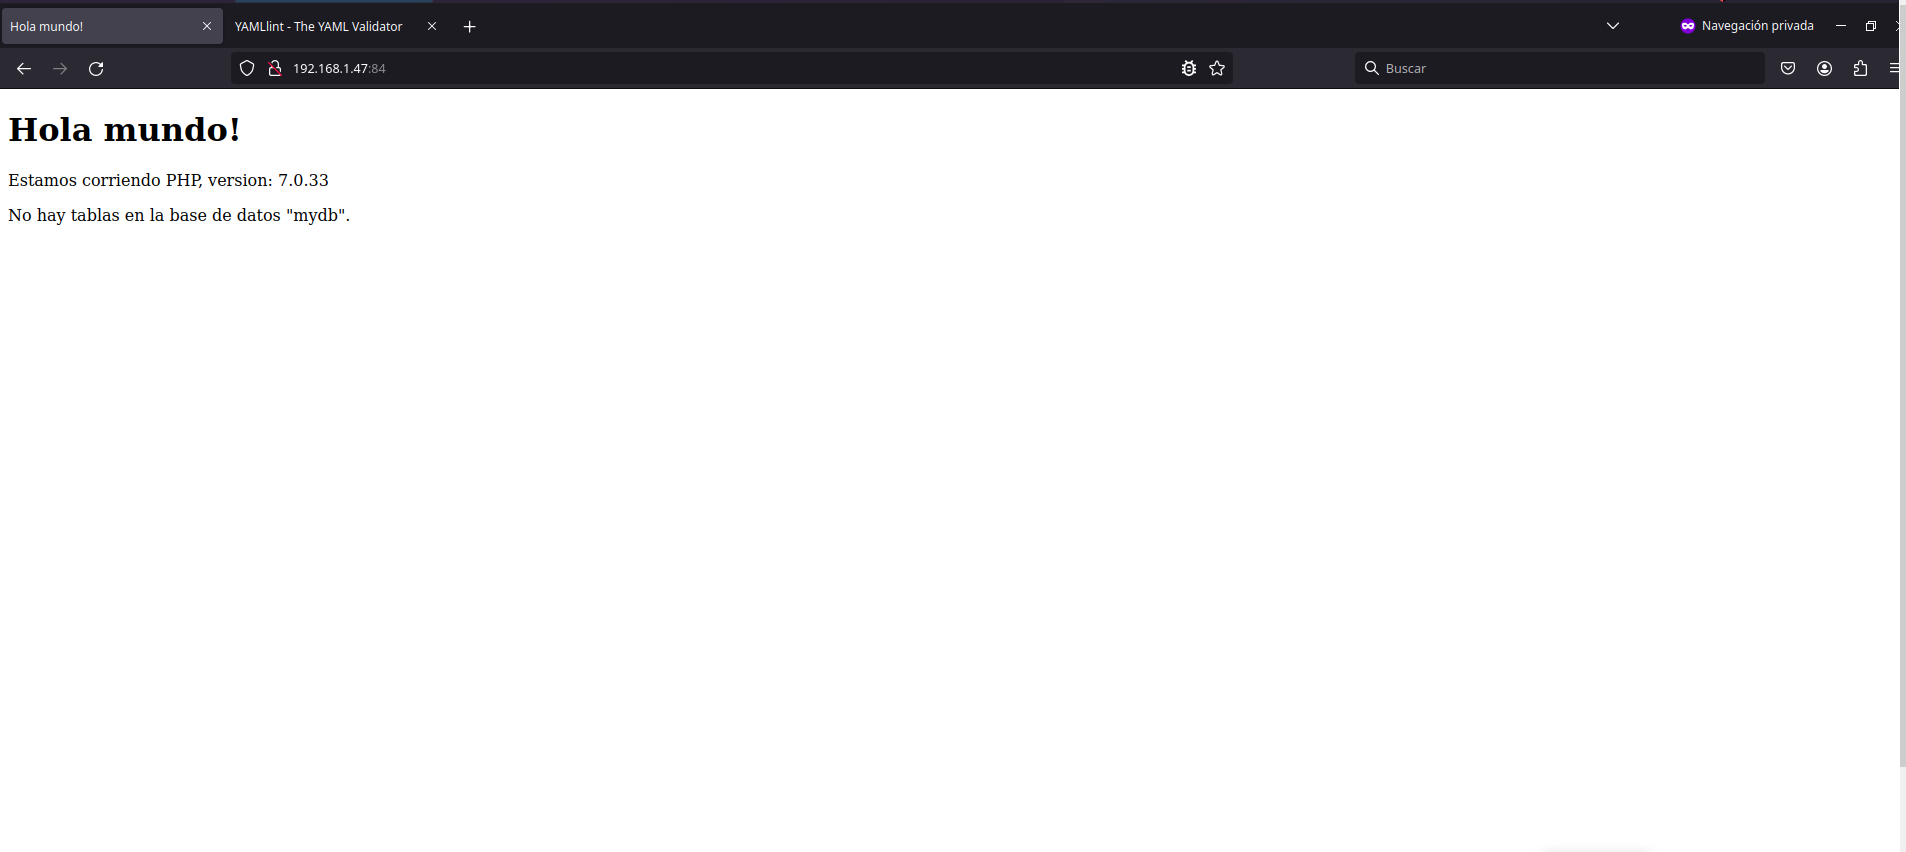 Hola mundo!
YAMLlint - The YAML Validator
Navegación privada
192.168.1.47:84
Buscar
Hola mundo!
Estamos corriendo PHP, version: 7.0.33
No hay tablas en la base de datos "mydb".